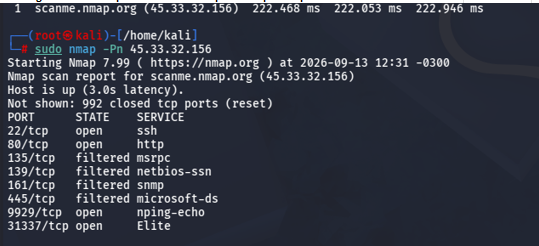 1  scanme.nmap.org (45.33.32.156)  222.468 ms  222.053 ms  222.946 ms
┌──(root㉿kali)-[/home/kali]
└─# sudo nmap -Pn 45.33.32.156
Starting Nmap 7.99 ( https://nmap.org ) at 2026-09-13 12:31 -0300
Nmap scan report for scanme.nmap.org (45.33.32.156)
Host is up (3.0s latency).
Not shown: 992 closed tcp ports (reset)
PORT      STATE    SERVICE
22/tcp    open     ssh
80/tcp    open     http
135/tcp   filtered msrpc
139/tcp   filtered netbios-ssn
161/tcp   filtered snmp
445/tcp   filtered microsoft-ds
9929/tcp  open     nping-echo
31337/tcp open     Elite